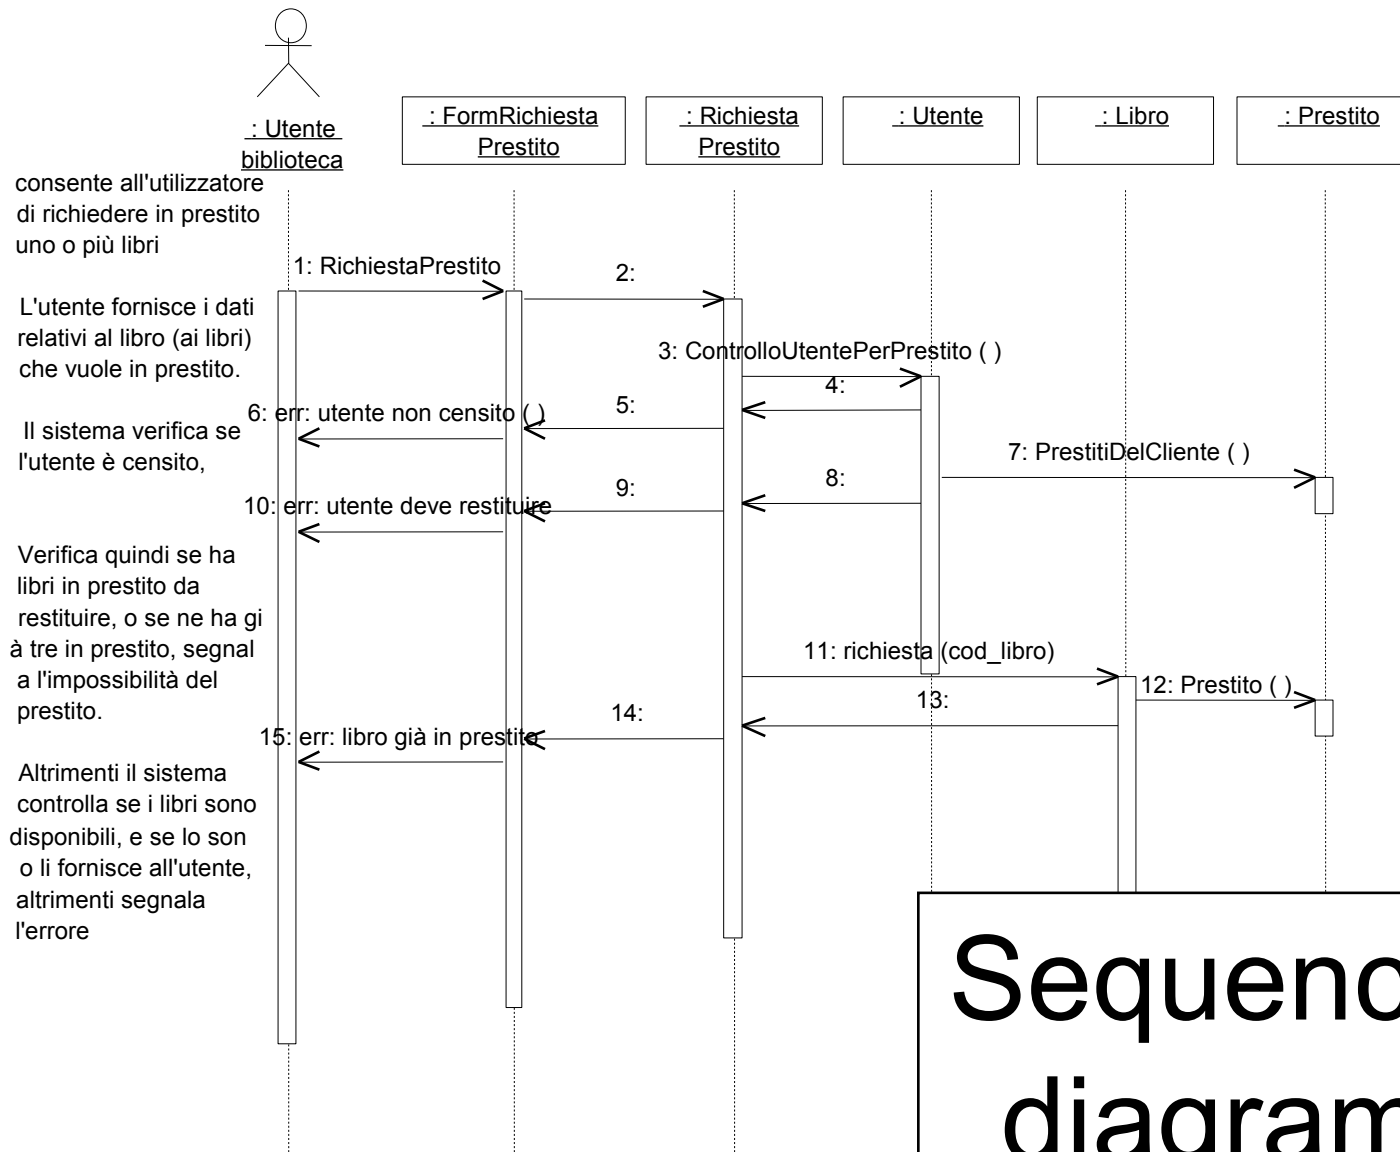 : Utente
biblioteca
: FormRichiesta
Prestito
: Richiesta
Prestito
: Utente
: Libro
: Prestito
consente all'utilizzatore
di richiedere in prestito
uno o più libri
L'utente fornisce i dati
relativi al libro (ai libri)
che vuole in prestito.
Il sistema verifica se
l'utente è censito,
Verifica quindi se ha
libri in prestito da
restituire, o se ne ha gi
à tre in prestito, segnal
a l'impossibilità del
prestito.
Altrimenti il sistema
controlla se i libri sono
disponibili, e se lo son
o li fornisce all'utente,
altrimenti segnala
l'errore
1: RichiestaPrestito
2:
3: ControlloUtentePerPrestito ( )
4:
5:
6: err: utente non censito ( )
7: PrestitiDelCliente ( )
8:
9:
10: err: utente deve restituire
11: richiesta (cod_libro)
12: Prestito ( )
13:
14:
15: err: libro già in prestito
Sequenc
diagram